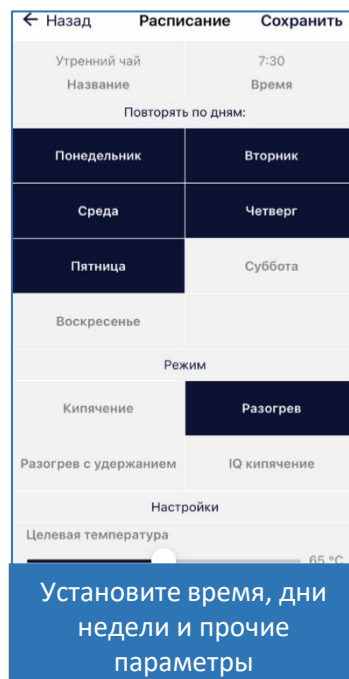 ← Назад Расписание Сохранить
Утренний чай 7:30
Название Время
Повторять по дням:
Понедельник Вторник
Среда Четверг
Пятница Суббота
Воскресенье
Режим
Кипячение Разогрев
Разогрев с удержанием IQ кипячение
Настройки
Целевая температура
65 °C
Установите время, дни
недели и прочие
параметры